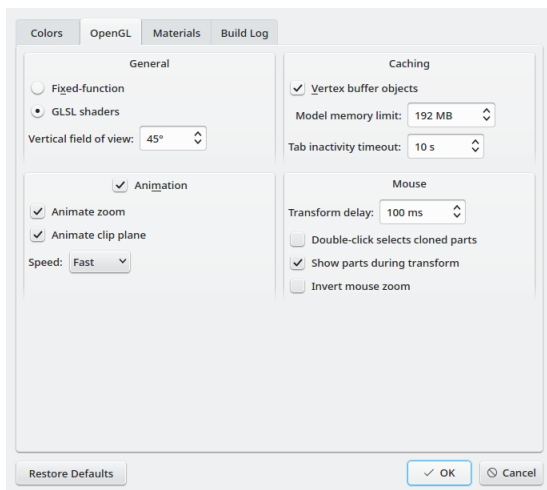 Colors OpenGL Materials Build Log
General
Fixed-function
GLSL shaders
Vertical field of view: 45°
Caching
Vertex buffer objects
Model memory limit: 192 MB
Tab inactivity timeout: 10 s
Animation
Animate zoom
Animate clip plane
Speed: Fast
Mouse
Transform delay: 100 ms
Double-click selects cloned parts
Show parts during transform
Invert mouse zoom
Restore Defaults OK Cancel